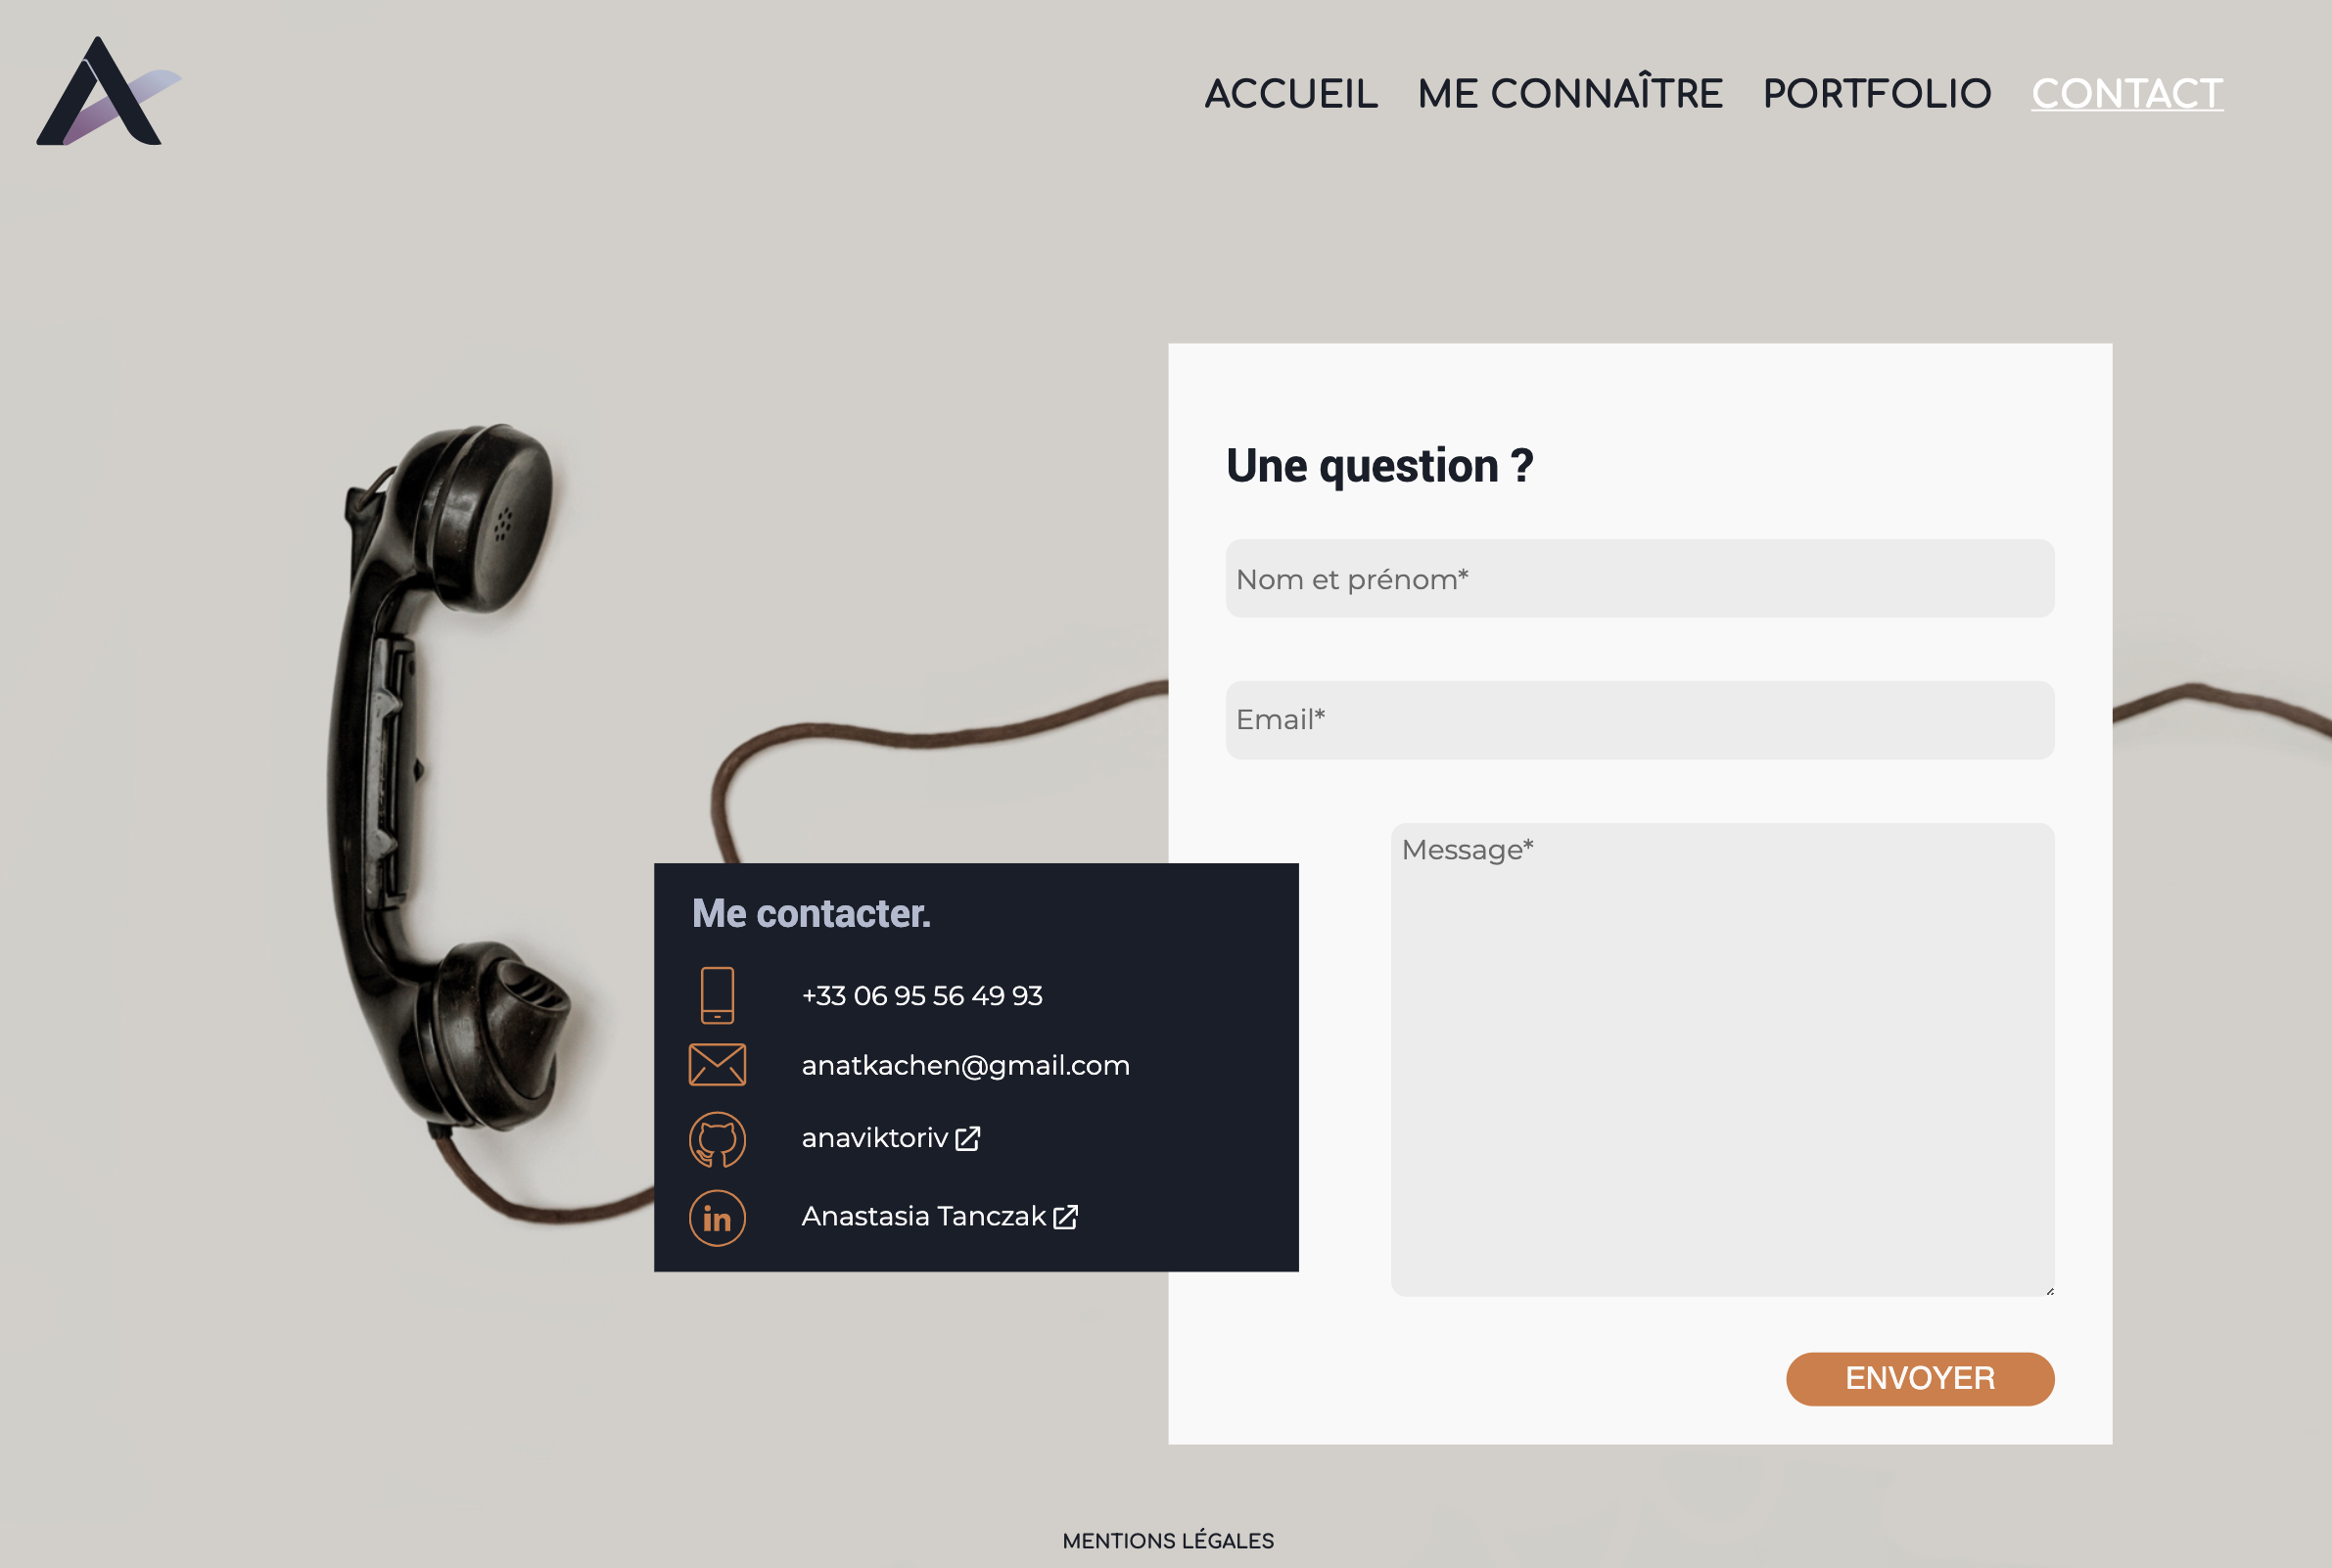 ACCUEIL ME CONNAÎTRE PORTFOLIO CONTACT
Une question ?
Nom et prénom*
Email*
Message*
Me contacter.
+33 06 95 56 49 93
anatkachen@gmail.com
anaviktoriv
in Anastasia Tanczak
ENVOYER
MENTIONS LÉGALES